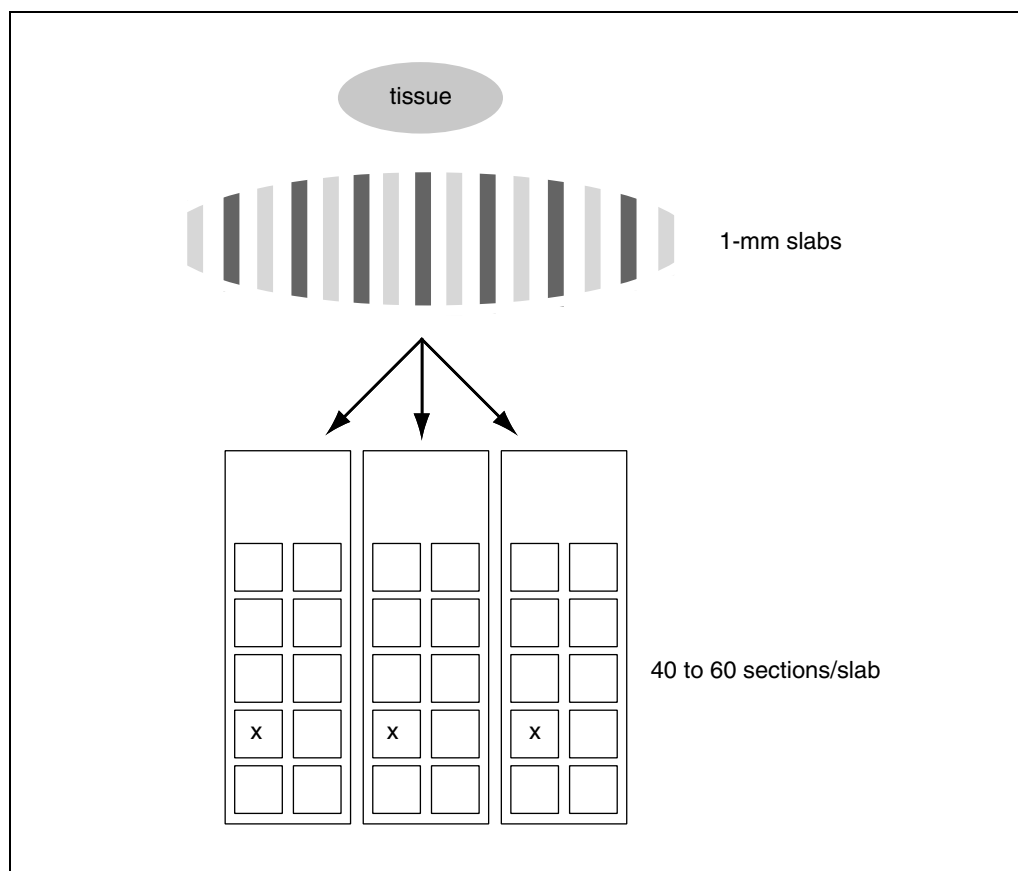 tissue
1-mm slabs
40 to 60 sections/slab
x x x